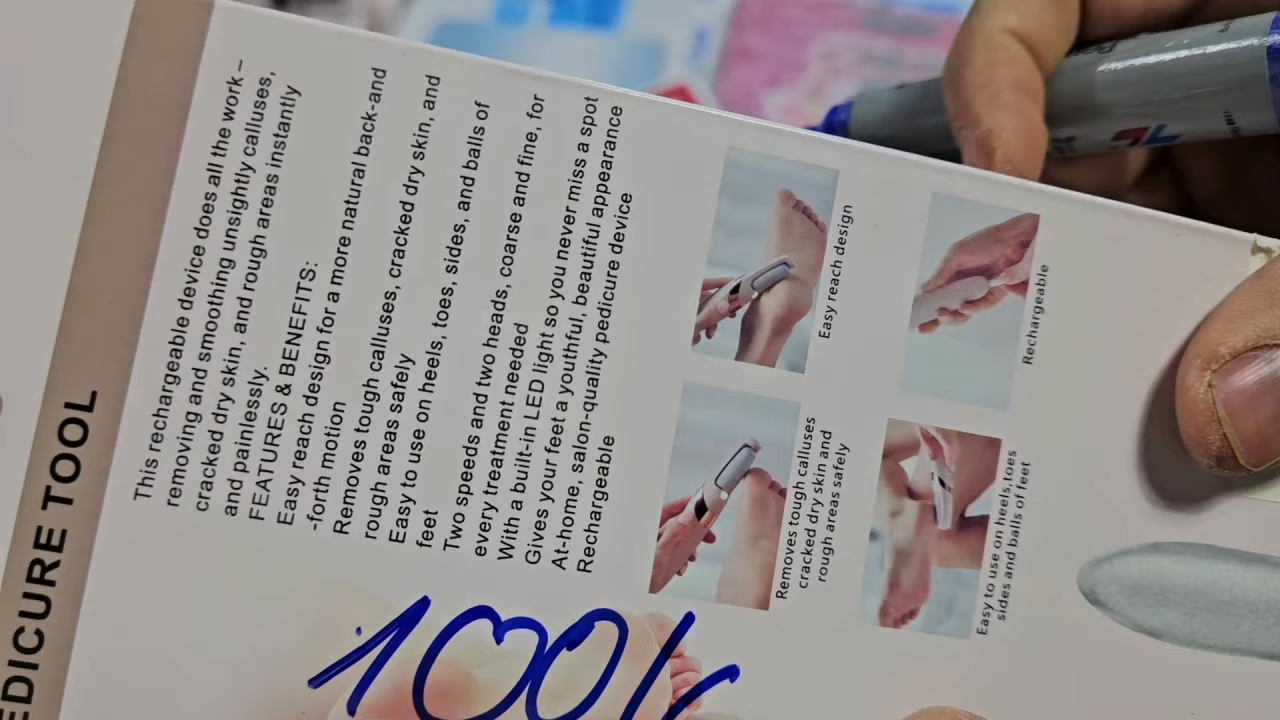 EDICURE TOOL
This rechargeable device does all the work–
removing and smoothing unsightly calluses,
cracked dry skin, and rough areas instantly
and painlessly.
FEATURES & BENEFITS:
Easy reach design for a more natural back-and
-forth motion
Removes tough calluses, cracked dry skin, and
rough areas safely
Easy to use on heels, toes, sides, and balls of
feet
Two speeds and two heads, coarse and fine, for
every treatment needed
With a built-in LED light so you never miss a spot
Gives your feet a youthful, beautiful appearance
At-home, salon-quality pedicure device
Rechargeable
Removes tough calluses
cracked dry skin and
rough areas safely
Easy reach design
Easy to use on heels,toes
sides and balls of feet
Rechargeable
100/